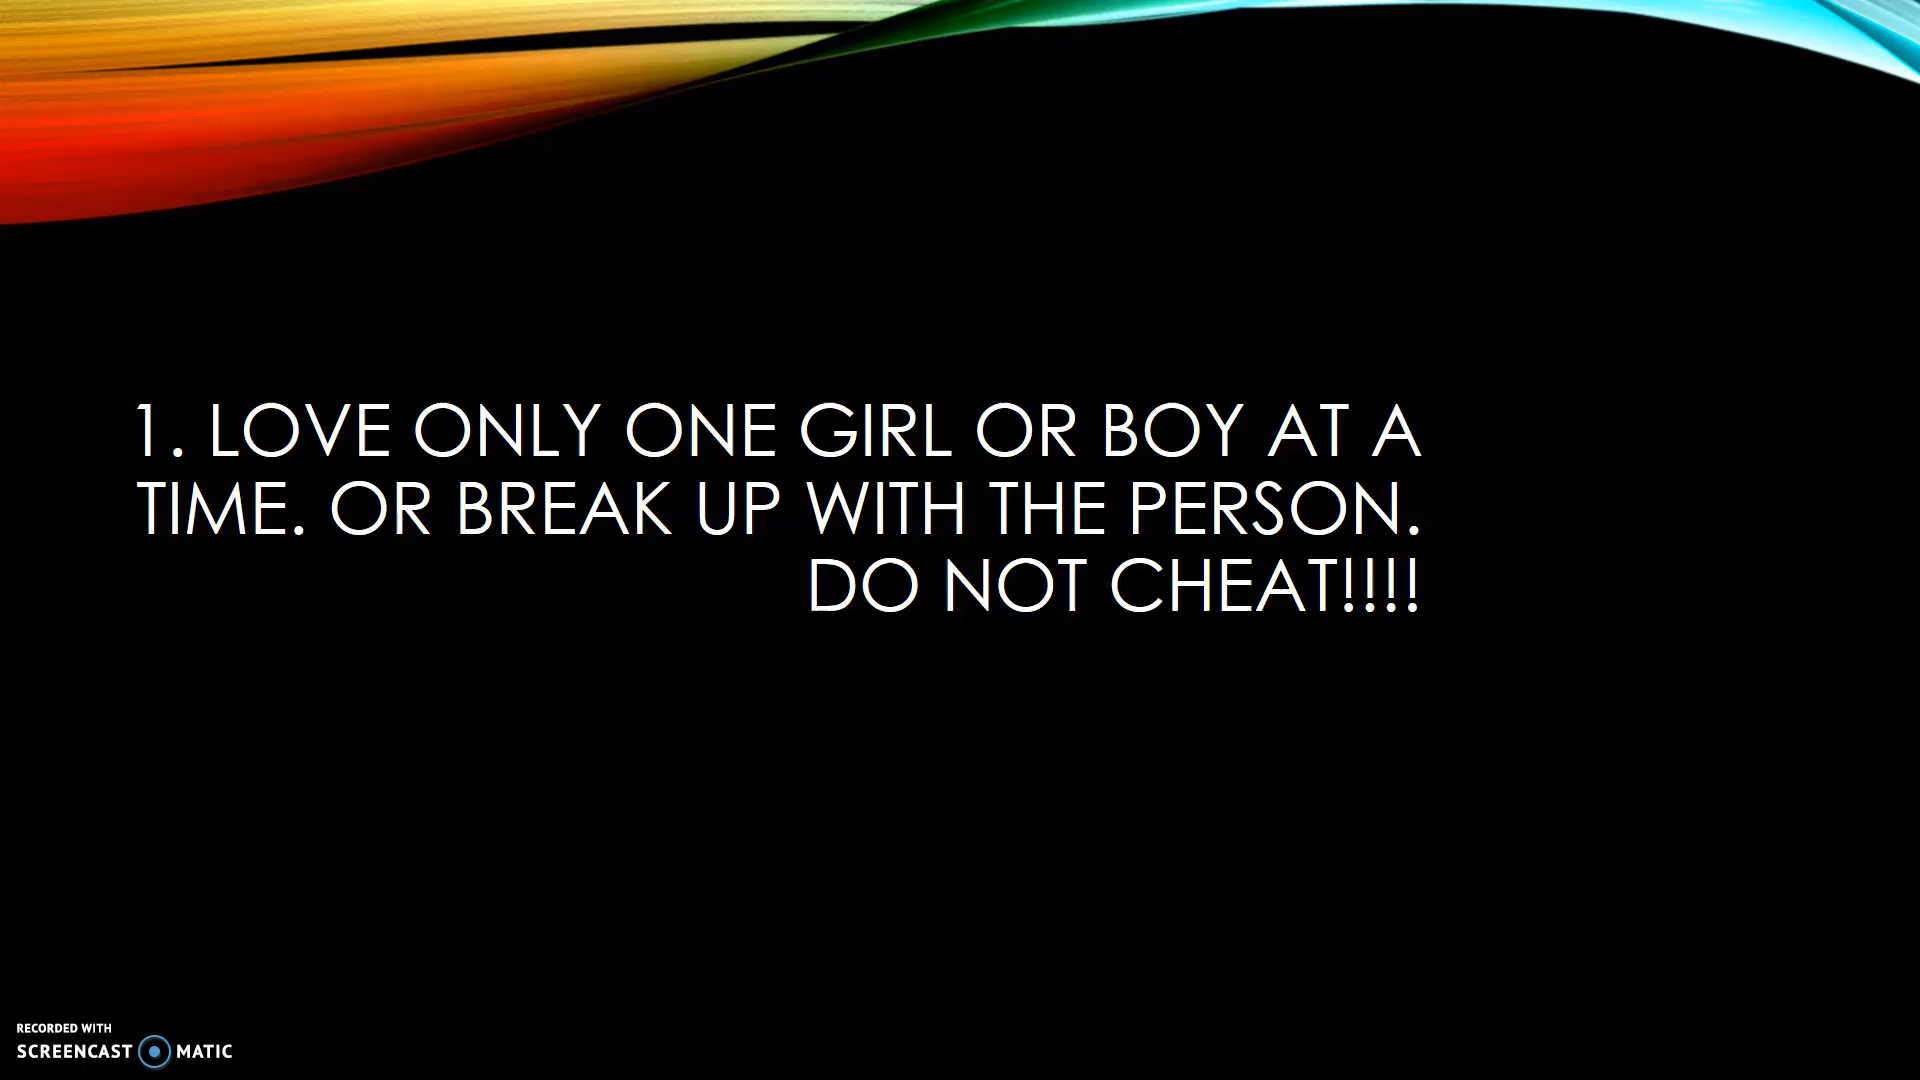 1. LOVE ONLY ONE GIRL OR BOY AT A
TIME. OR BREAK UP WITH THE PERSON.
DO NOT CHEAT!!!!
RECORDED WITH
SCREENCAST MATIC